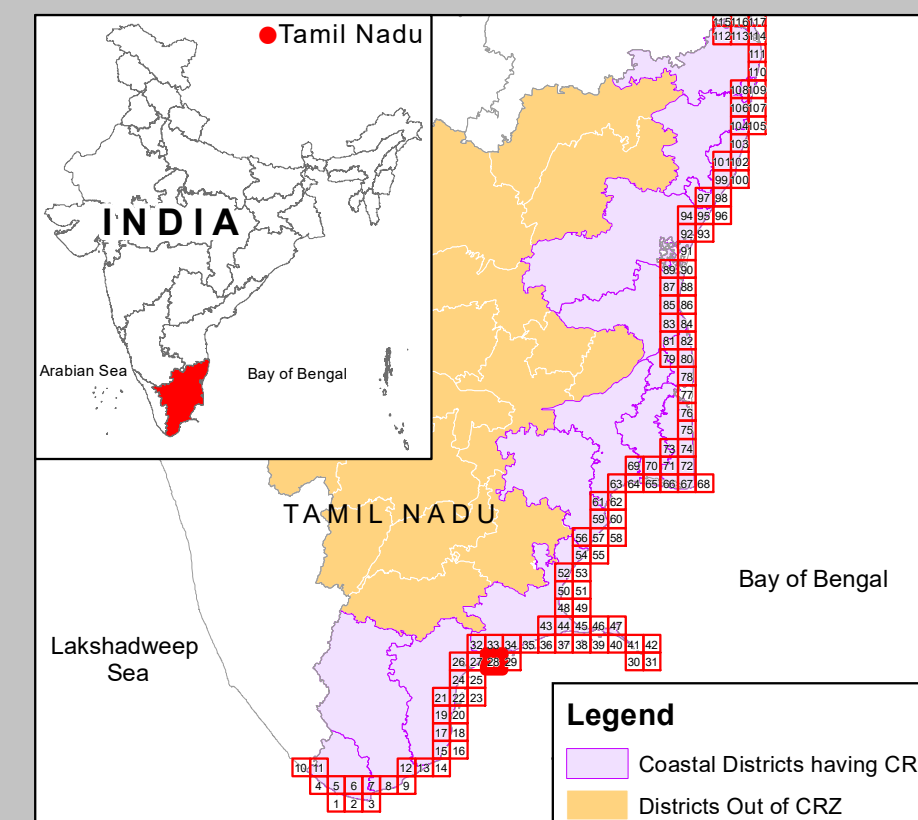 Tamil Nadu
INDIA
Arabian Sea
Bay of Bengal
TAMIL NADU
Lakshadweep
Sea
Bay of Bengal
115 116 117
112 113 114
111
110
108 109
106 107
104 105
103
101 102
99 100
97 98
94 95 96
92 93
91
89 90
87 88
85 86
83 84
81 82
79 80
78
77
76
75
73 74
69 70 71 72
63 64 65 66 67 68
61 62
59 60
56 57 58
54 55
52 53
50 51
48 49
43 44 45 46 47
32 33 34 35 36 37 38 39 40 41 42
26 27 28 29 30 31
24 25
21 22 23
19 20
17 18
15 16
10 11 12 13 14
4 5 6 7 8 9
1 2 3
Legend
Coastal Districts having CR
Districts Out of CRZ